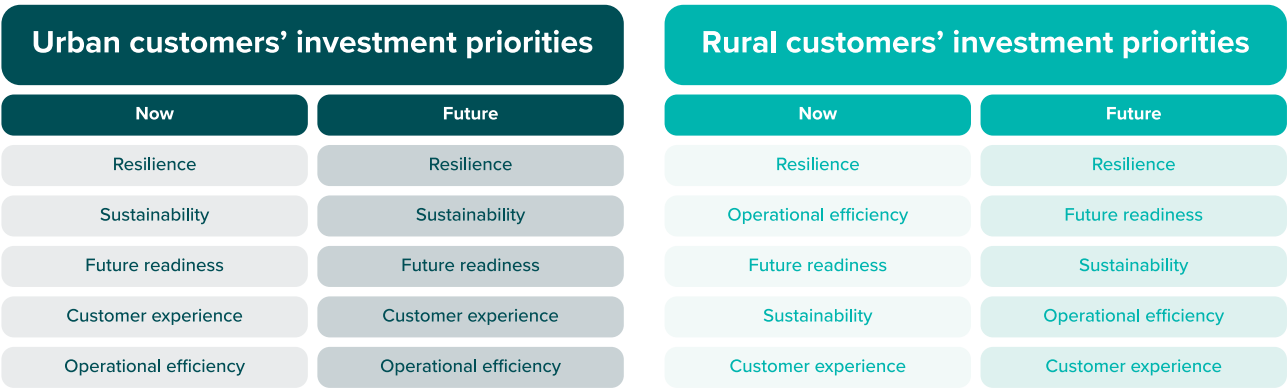 Urban customers’ investment priorities
Now
Future
Resilience
Resilience
Sustainability
Sustainability
Future readiness
Future readiness
Customer experience
Customer experience
Operational efficiency
Operational efficiency
Rural customers’ investment priorities
Now
Future
Resilience
Resilience
Operational efficiency
Future readiness
Future readiness
Sustainability
Sustainability
Operational efficiency
Customer experience
Customer experience